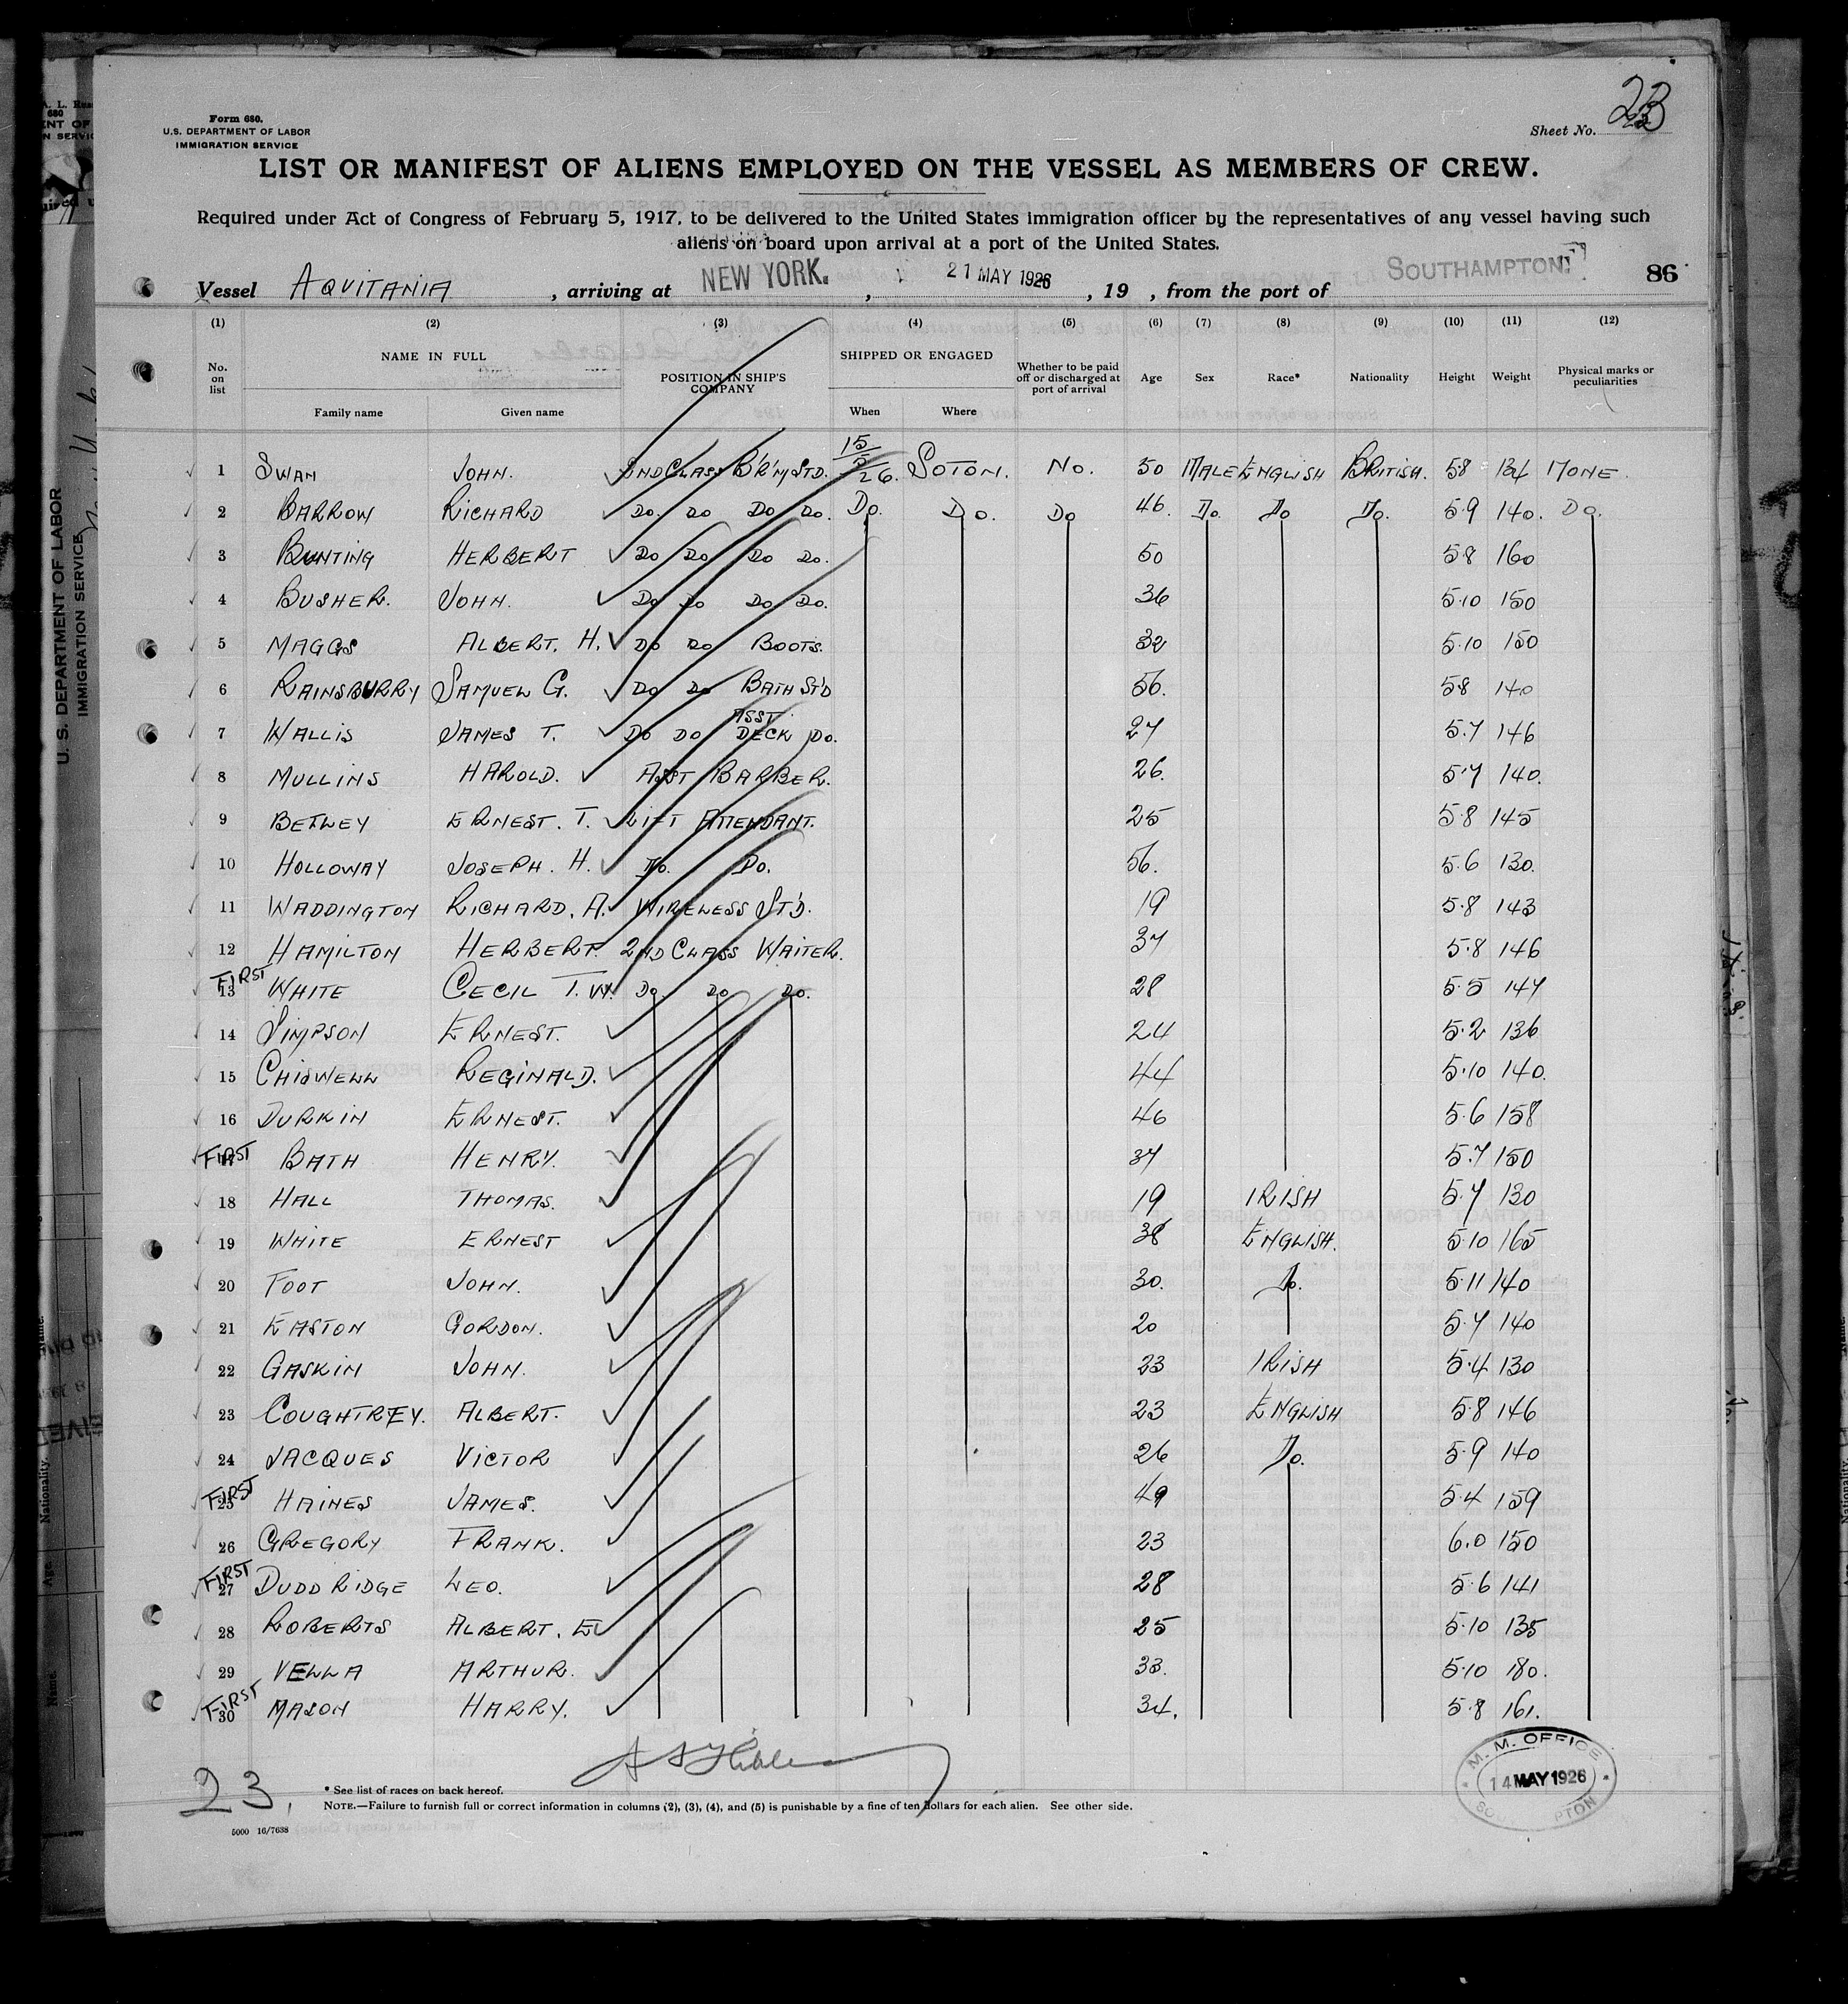 Form 680.
U.S. DEPARTMENT OF LABOR
IMMIGRATION SERVICE
Sheet No.
LIST OR MANIFEST OF ALIENS EMPLOYED ON THE VESSEL AS MEMBERS OF CREW.
Required under Act of Congress of February 5, 1917, to be delivered to the United States immigration officer by the representatives of any vessel having such
aliens on board upon arrival at a port of the United States.
Vessel AQUITANIA, arriving at NEW YORK., 21 MAY 1926, 19 , from the port of SOUTHAMPTON. 86
(1) (2) (3) (4) (5) (6) (7) (8) (9) (10) (11) (12)
No. on list NAME IN FULL Family name Given name POSITION IN SHIP'S COMPANY SHIPPED OR ENGAGED When Where Whether to be paid off or discharged at port of arrival Age Sex Race* Nationality Height Weight Physical marks or peculiarities
1 SWAN JOHN. 2ND CLASS B'R'M STD. 15/5/26. SOTON. NO. 50 MALE ENGLISH BRITISH. 58 134 NONE.
2 BARROW RICHARD DO. DO DO DO. DO. DO. DO 46. DO. DO DO. 5.9 140. DO.
3 BUNTING HERBERT DO DO DO DO. 50 5.8 160
4 BUSHER. JOHN. DO DO DO DO. 36 5.10 150
5 MAGGS ALBERT. H. DO DO BOOTS. 32 5.10 150
6 RAINSBURRY SAMUEL G. DO DO BATH ST'D 56. 58 140
7 WALLIS JAMES T. DO DO ASST DECK DO. 27 5.7 146
8 MULLINS HAROLD. ASST BARBER. 26. 5.7 140.
9 BETLEY ERNEST. T. LIFT ATTENDANT. 25 5.8 145
10 HOLLOWAY JOSEPH. H. DO. DO. 56. 5.6 130.
11 WADDINGTON RICHARD. A. WIRELESS ST'D. 19 5.8 143
12 HAMILTON HERBERT. 2ND CLASS WAITER. 37 5.8 146
FIRST
13 WHITE CECIL T. W. DO. DO DO. 28 5.5 147
14 SIMPSON ERNEST. 24 5.2 136
15 CHISWELL REGINALD. 44 5.10 140.
16 DURKIN ERNEST. 46 5.6 158
FIRST BATH HENRY. 37 5.7 150
18 HALL THOMAS. 19 IRISH 5.7 130
19 WHITE ERNEST 38 ENGLISH. 5.10 165
20 FOOT JOHN. 30. DO. 5.11 140
21 EASTON GORDON. 20 5.7 140
22 GASKIN JOHN. 23 IRISH 5.4 130
23 COUGHTREY. ALBERT. 23 ENGLISH 5.8 146
24 JACQUES VICTOR 26 DO. 5.9 140
FIRST
25 HAINES JAMES. 49 5.4 159
26 GREGORY FRANK. 23 6.0 150
FIRST
27 DUDDRIDGE LEO. 28 5.6 141
28 ROBERTS ALBERT. E 25 5.10 135
29 VELLA ARTHUR. 33. 5.10 180.
FIRST
30 MASON HARRY. 34. 5.8 161.
23.
* See list of races on back hereof.
NOTE.—Failure to furnish full or correct information in columns (2), (3), (4), and (5) is punishable by a fine of ten dollars for each alien. See other side.
5000 16/7638
M. M. OFFICE
14 MAY 1926
U. S. DEPARTMENT OF LABOR
IMMIGRATION SERVICE